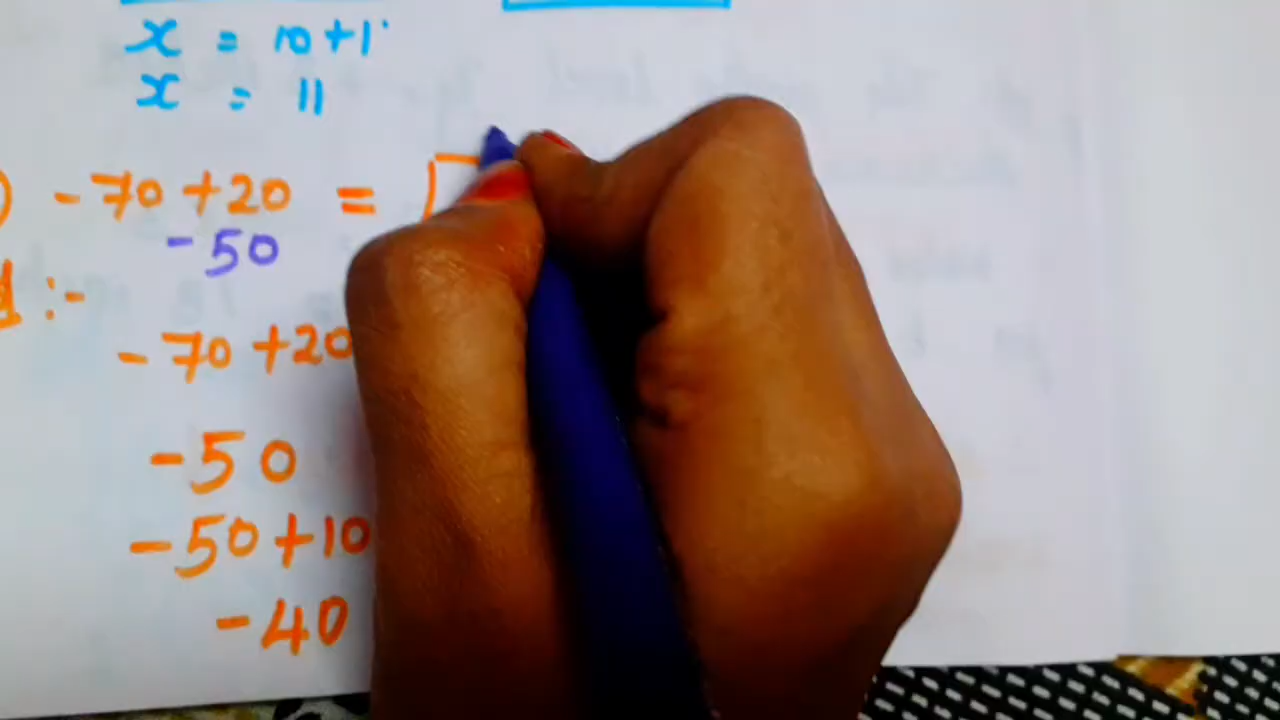 x = 10+1
x = 11
) -70 +20 =
-50
:-
-70 +20
-50
-50 +10
-40